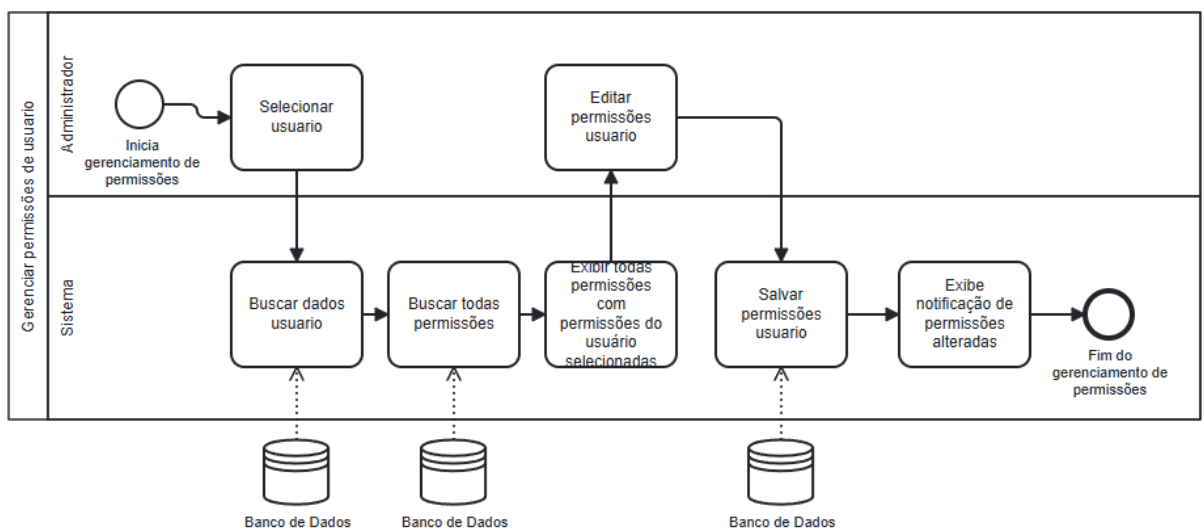 Gerenciar permissões de usuario
Administrador
Inicia
gerenciamento de
permissões
Selecionar
usuario
Editar
permissões
usuario
Sistema
Buscar dados
usuario
Buscar todas
permissões
Exibir todas
permissões
com
permissões do
usuário
selecionadas
Salvar
permissões
usuario
Exibe
notificação de
permissões
alteradas
Fim do
gerenciamento de
permissões
Banco de Dados
Banco de Dados
Banco de Dados